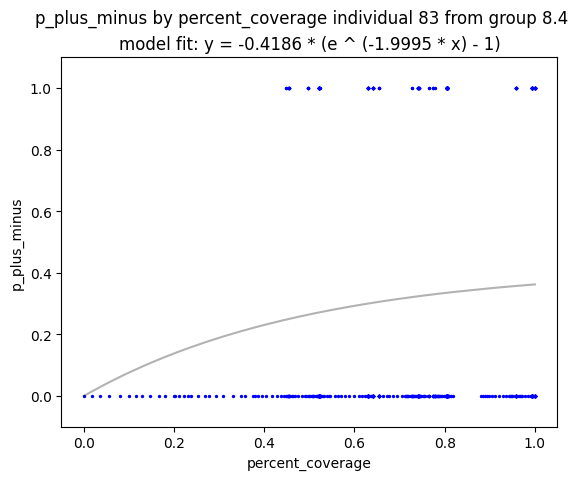 p_plus_minus by percent_coverage individual 83 from group 8.4
model fit: y = -0.4186 * (e ^ (-1.9995 * x) - 1)
1.0
0.8
0.6
0.4
0.2
0.0
p_plus_minus
0.0 0.2 0.4 0.6 0.8 1.0
percent_coverage